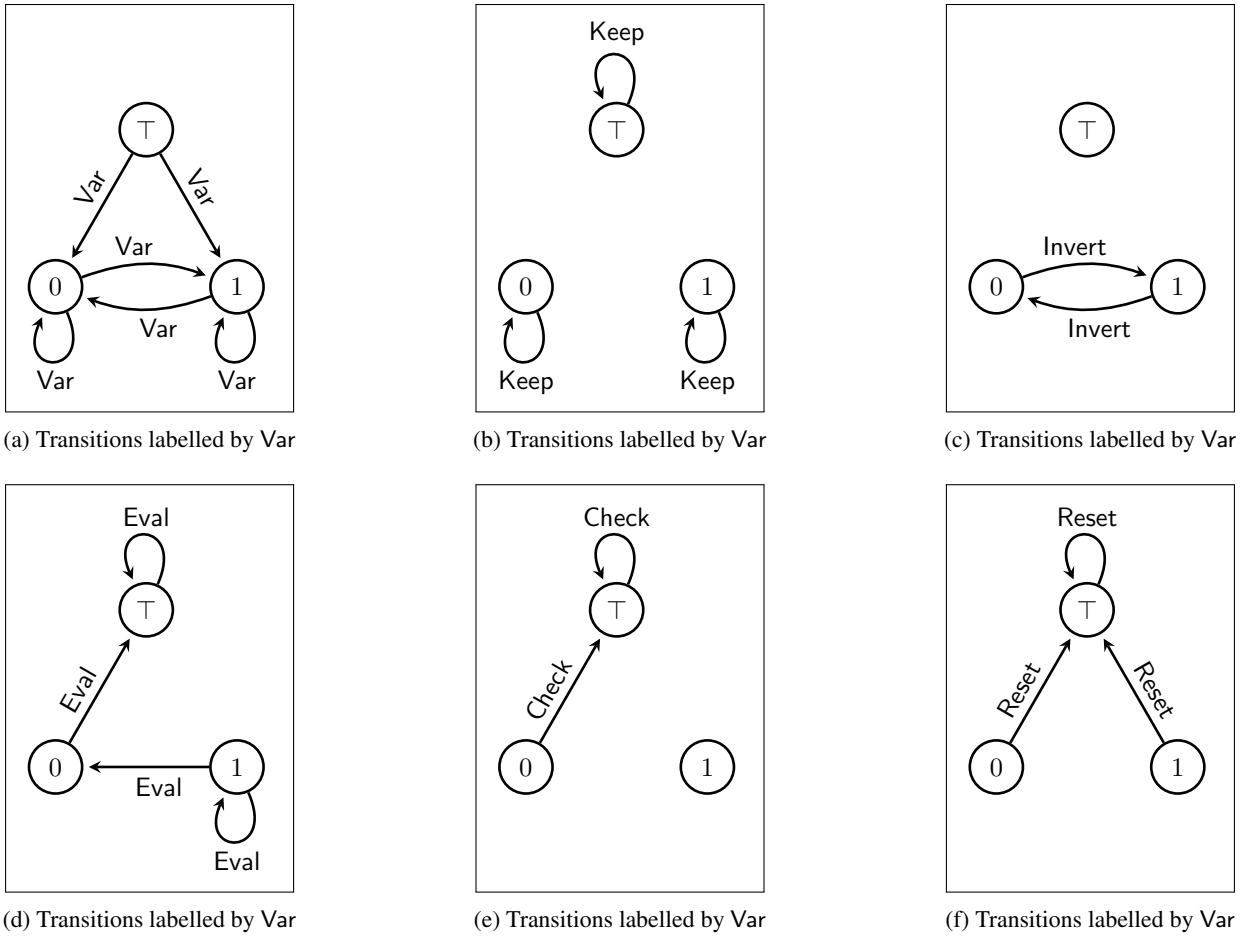 Keep
⊤
⊤
⊤
Var
Var
Var
Invert
0
1
0
1
0
1
Var
Invert
Var
Var
Keep
Keep
(a) Transitions labelled by Var
(b) Transitions labelled by Var
(c) Transitions labelled by Var
Eval
Check
Reset
⊤
⊤
⊤
Eval
Check
Reset
Reset
0
1
0
1
0
1
Eval
Eval
(d) Transitions labelled by Var
(e) Transitions labelled by Var
(f) Transitions labelled by Var